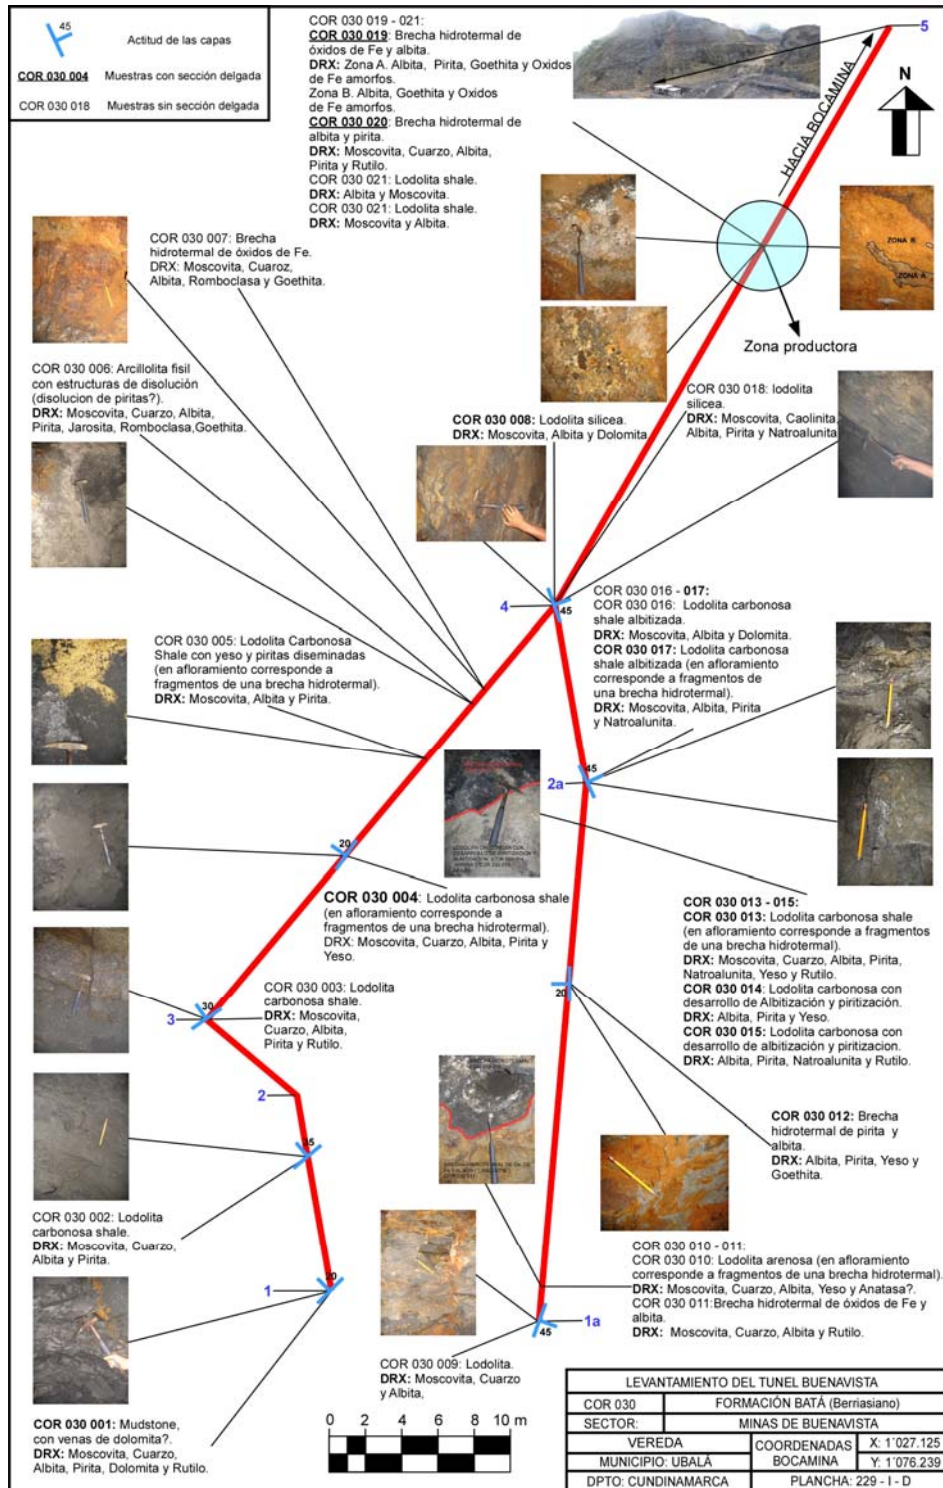 45
Actitud de las capas
COR 030 004 Muestras con sección delgada
COR 030 018 Muestras sin sección delgada
COR 030 019 - 021:
COR 030 019: Brecha hidrotermal de
óxidos de Fe y albita.
DRX: Zona A. Albita, Pirita, Goethita y Oxidos
de Fe amorfos.
Zona B. Albita, Goethita y Oxidos
de Fe amorfos.
COR 030 020: Brecha hidrotermal de
albita y pirita.
DRX: Moscovita, Cuarzo, Albita,
Pirita y Rutilo.
COR 030 021: Lodolita shale.
DRX: Albita y Moscovita.
COR 030 021: Lodolita shale.
DRX: Moscovita y Albita.
5
HACIA BOCAMINA
N
ZONA B
ZONA A
Zona productora
COR 030 007: Brecha
hidrotermal de óxidos de Fe.
DRX: Moscovita, Cuaroz,
Albita, Romboclasa y Goethita.
COR 030 006: Arcillolita fisil
con estructuras de disolución
(disolucion de piritas?).
DRX: Moscovita, Cuarzo, Albita,
Pirita, Jarosita, Romboclasa,Goethita.
COR 030 008: Lodolita silicea.
DRX: Moscovita, Albita y Dolomita
COR 030 018: lodolita
silicea.
DRX: Moscovita, Caolinita,
Albita, Pirita y Natroalunita
4
45
COR 030 005: Lodolita Carbonosa
Shale con yeso y piritas diseminadas
(en afloramiento corresponde a
fragmentos de una brecha hidrotermal).
DRX: Moscovita, Albita y Pirita.
COR 030 016 - 017:
COR 030 016: Lodolita carbonosa
shale albitizada.
DRX: Moscovita, Albita y Dolomita.
COR 030 017: Lodolita carbonosa
shale albitizada (en afloramiento
corresponde a fragmentos de
una brecha hidrotermal).
DRX: Moscovita, Albita, Pirita
y Natroalunita.
2a
45
20
COR 030 004: Lodolita carbonosa shale
(en afloramiento corresponde a
fragmentos de una brecha hidrotermal).
DRX: Moscovita, Cuarzo, Albita, Pirita y
Yeso.
COR 030 013 - 015:
COR 030 013: Lodolita carbonosa shale
(en afloramiento corresponde a fragmentos
de una brecha hidrotermal).
DRX: Moscovita, Cuarzo, Albita, Pirita,
Natroalunita, Yeso y Rutilo.
COR 030 014: Lodolita carbonosa con
desarrollo de Albitización y piritización.
DRX: Albita, Pirita y Yeso.
COR 030 015: Lodolita carbonosa con
desarrollo de albitización y piritizacion.
DRX: Albita, Pirita, Natroalunita y Rutilo.
20
3
30
COR 030 003: Lodolita
carbonosa shale.
DRX: Moscovita,
Cuarzo, Albita,
Pirita y Rutilo.
2
COR 030 012: Brecha
hidrotermal de pirita y
albita.
DRX: Albita, Pirita, Yeso y
Goethita.
COR 030 002: Lodolita
carbonosa shale.
DRX: Moscovita, Cuarzo,
Albita y Pirita.
1
20
COR 030 010 - 011:
COR 030 010: Lodolita arenosa (en afloramiento
corresponde a fragmentos de una brecha hidrotermal).
DRX: Moscovita, Cuarzo, Albita, Yeso y Anatasa?.
COR 030 011:Brecha hidrotermal de óxidos de Fe y
albita.
DRX: Moscovita, Cuarzo, Albita y Rutilo.
1a
45
COR 030 009: Lodolita.
DRX: Moscovita, Cuarzo
y Albita,
COR 030 001: Mudstone,
con venas de dolomita?.
DRX: Moscovita, Cuarzo,
Albita, Pirita, Dolomita y Rutilo.
0 2 4 6 8 10 m
LEVANTAMIENTO DEL TUNEL BUENAVISTA
COR 030 FORMACIÓN BATÁ (Berriasiano)
SECTOR: MINAS DE BUENAVISTA
VEREDA COORDENADAS BOCAMINA X: 1´027.125
MUNICIPIO: UBALÁ Y: 1´076.239
DPTO: CUNDINAMARCA PLANCHA: 229 - I - D